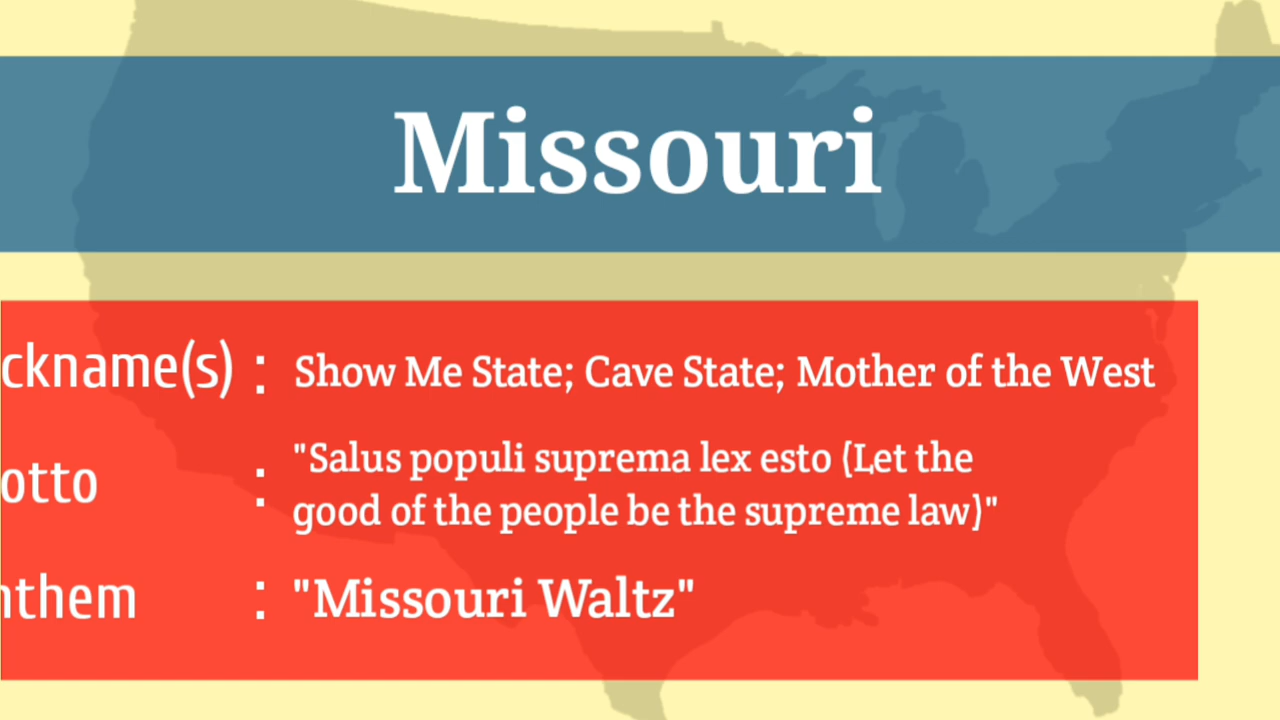 Missouri
ckname(s) : Show Me State; Cave State; Mother of the West
otto : "Salus populi suprema lex esto (Let the
good of the people be the supreme law)"
nthem : "Missouri Waltz"